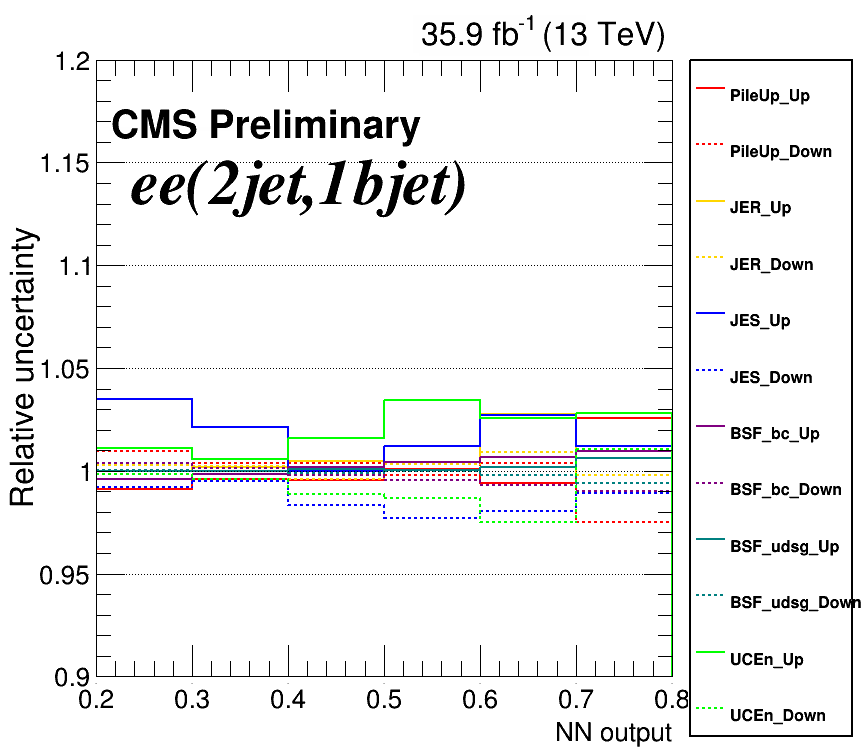 35.9 fb⁻¹ (13 TeV)
CMS Preliminary
ee(2jet,1bjet)
Relative uncertainty
1.2
1.15
1.1
1.05
1
0.95
0.9
0.2 0.3 0.4 0.5 0.6 0.7 0.8
NN output
PileUp_Up
PileUp_Down
JER_Up
JER_Down
JES_Up
JES_Down
BSF_bc_Up
BSF_bc_Down
BSF_udsg_Up
BSF_udsg_Down
UCEn_Up
UCEn_Down